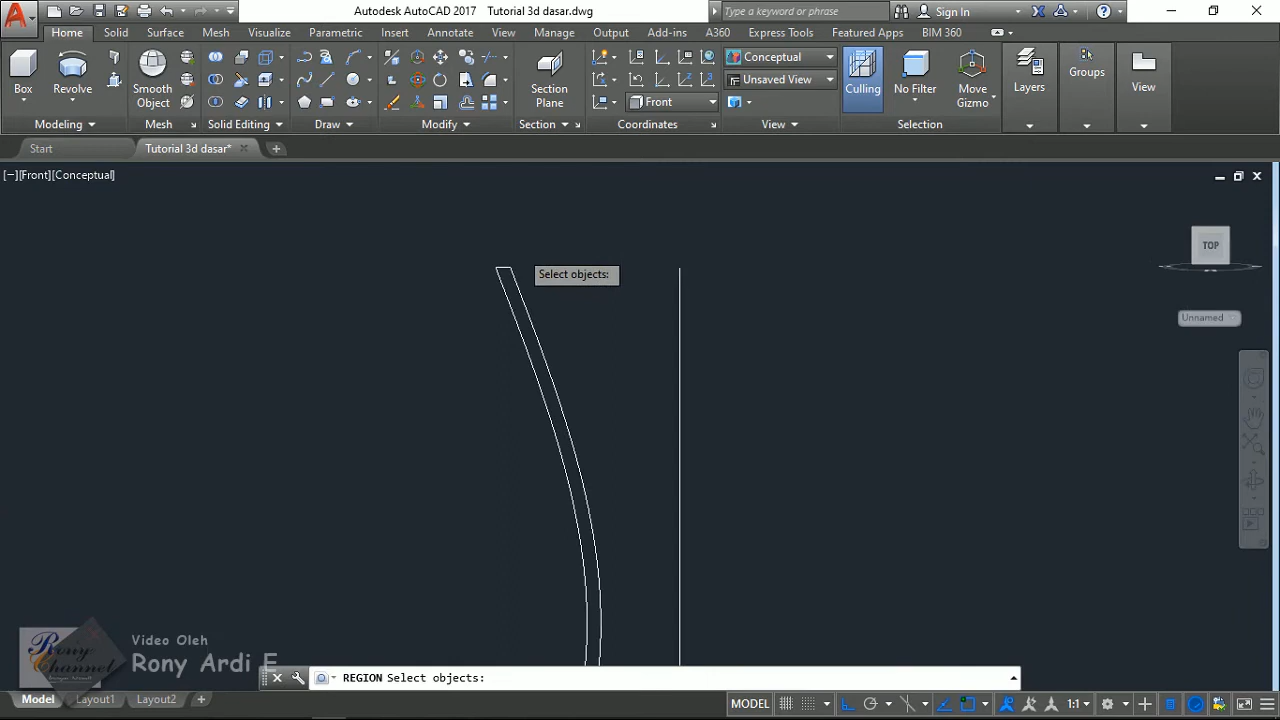 Autodesk AutoCAD 2017 Tutorial 3d dasar.dwg
Type a keyword or phrase
Sign In
Home Solid Surface Mesh Visualize Parametric Insert Annotate View Manage Output Add-ins A360 Express Tools Featured Apps BIM 360
Box
Revolve
Smooth Object
Section Plane
Front
Conceptual
Unsaved View
Culling
No Filter
Move Gizmo
Layers
Groups
View
Modeling Mesh Solid Editing Draw Modify Section Coordinates View Selection
Start
Tutorial 3d dasar*
[−][Front][Conceptual]
TOP
Unnamed
Select objects:
Rony
Channel
Video Oleh
Rony Ardi E
REGION Select objects:
Model Layout1 Layout2
MODEL
1:1